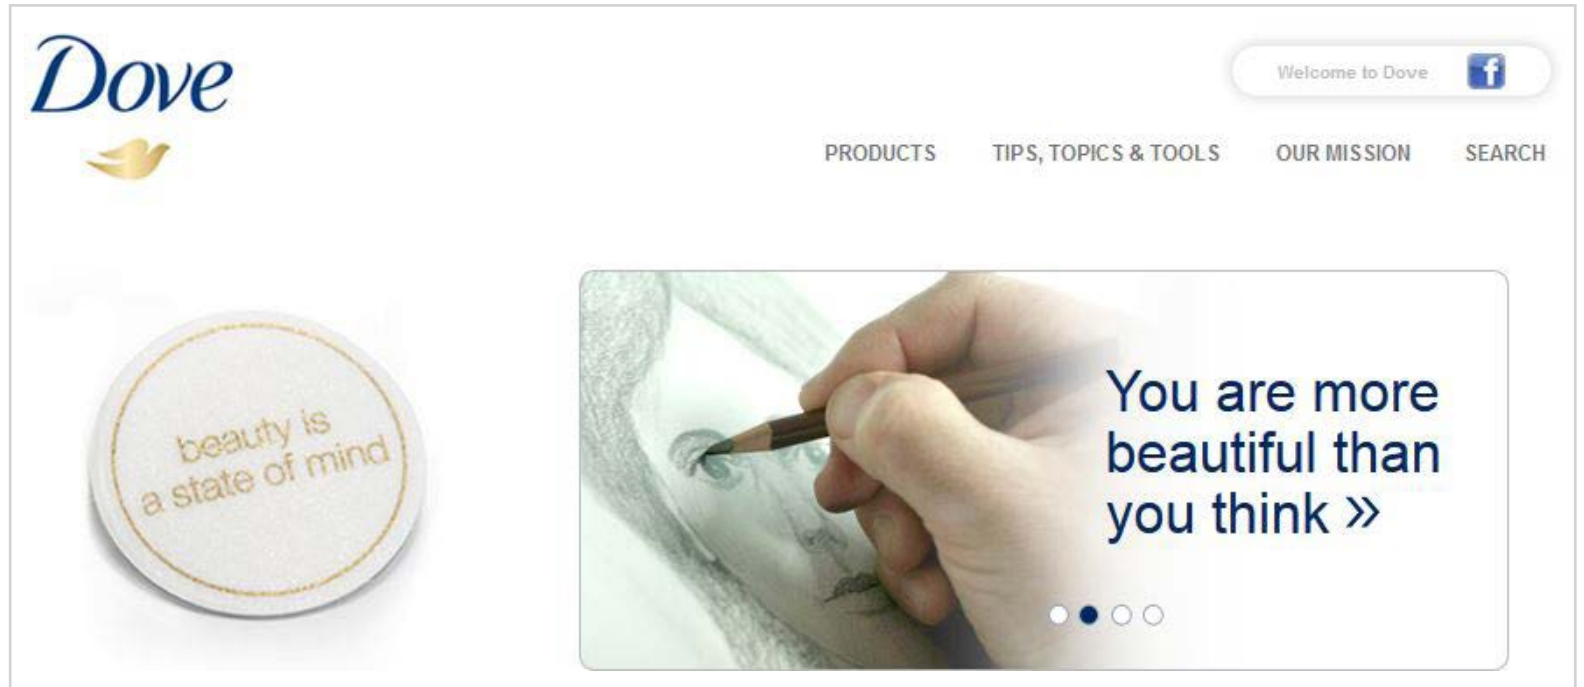 Dove
Welcome to Dove
f
PRODUCTS TIPS, TOPICS & TOOLS OUR MISSION SEARCH
beauty is
a state of mind
You are more
beautiful than
you think »